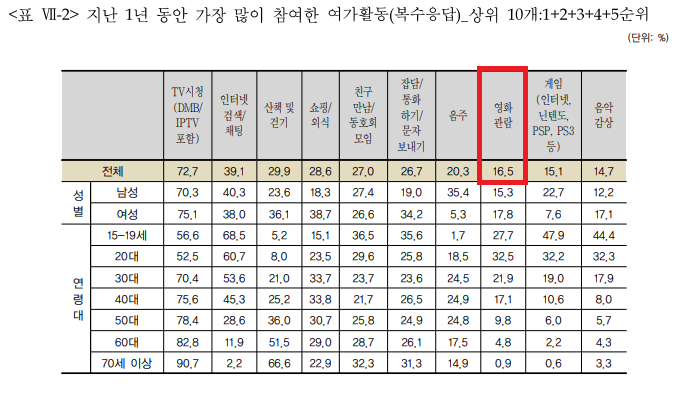 <표 Ⅶ-2> 지난 1년 동안 가장 많이 참여한 여가활동(복수응답)_상위 10개:1+2+3+4+5순위
(단위: %)
TV시청(DMB/IPTV포함) 인터넷검색/채팅 산책 및 걷기 쇼핑/외식 친구만남/동호회모임 잡담/통화하기/문자보내기 음주 영화관람 게임(인터넷, 닌텐도, PSP, PS3 등) 음악감상
전체 72.7 39.1 29.9 28.6 27.0 26.7 20.3 16.5 15.1 14.7
성별 남성 70.3 40.3 23.6 18.3 27.4 19.0 35.4 15.3 22.7 12.2
여성 75.1 38.0 36.1 38.7 26.6 34.2 5.3 17.8 7.6 17.1
연령대 15-19세 56.6 68.5 5.2 15.1 36.5 35.6 1.7 27.7 47.9 44.4
20대 52.5 60.7 8.0 23.5 29.6 25.8 18.5 32.5 32.2 32.3
30대 70.4 53.6 21.0 33.7 23.7 23.6 24.5 21.9 19.0 17.9
40대 75.6 45.3 25.2 33.8 21.7 26.5 24.9 17.1 10.6 8.0
50대 78.4 28.6 36.0 30.7 25.8 24.9 24.8 9.8 6.0 5.7
60대 82.8 11.9 51.5 29.0 28.7 26.1 17.5 4.8 2.2 4.3
70세 이상 90.7 2.2 66.6 22.9 32.3 31.3 14.9 0.9 0.6 3.3